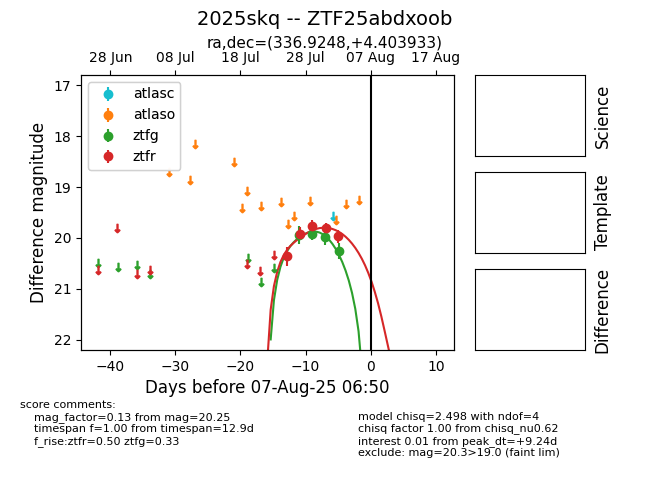 2025skq -- ZTF25abdxoob
ra,dec=(336.9248,+4.403933)
28 Jun 08 Jul 18 Jul 28 Jul 07 Aug 17 Aug
atlasc
atlaso
ztfg
ztfr
17
18
19
20
21
22
Difference magnitude
−40 −30 −20 −10 0 10
Days before 07-Aug-25 06:50
Science
Template
Difference
score comments:
mag_factor=0.13 from mag=20.25
timespan f=1.00 from timespan=12.9d
f_rise:ztfr=0.50 ztfg=0.33
model chisq=2.498 with ndof=4
chisq factor 1.00 from chisq_nu0.62
interest 0.01 from peak_dt=+9.24d
exclude: mag=20.3>19.0 (faint lim)